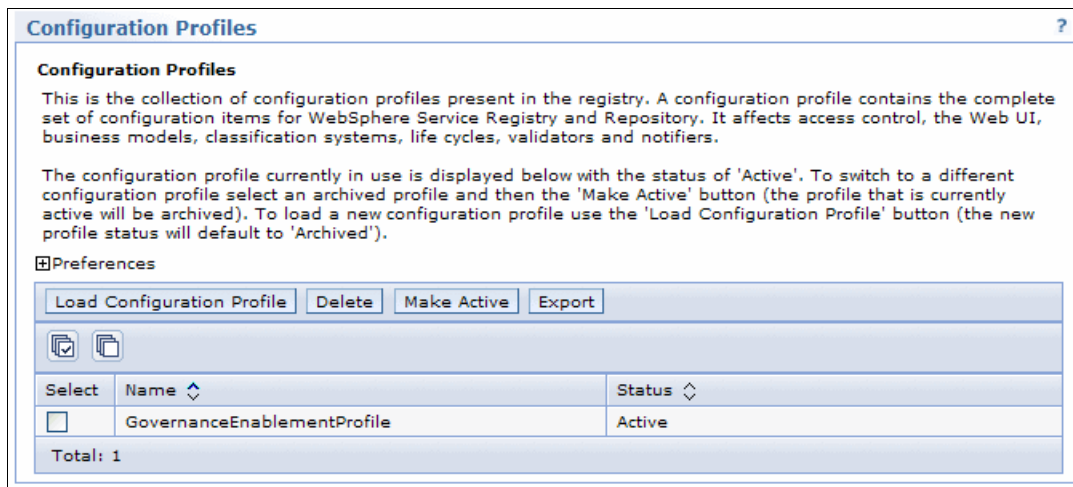 Configuration Profiles ?
Configuration Profiles
This is the collection of configuration profiles present in the registry. A configuration profile contains the complete
set of configuration items for WebSphere Service Registry and Repository. It affects access control, the Web UI,
business models, classification systems, life cycles, validators and notifiers.
The configuration profile currently in use is displayed below with the status of 'Active'. To switch to a different
configuration profile select an archived profile and then the 'Make Active' button (the profile that is currently
active will be archived). To load a new configuration profile use the 'Load Configuration Profile' button (the new
profile status will default to 'Archived').
Preferences
Load Configuration Profile Delete Make Active Export
Select Name Status
GovernanceEnablementProfile Active
Total: 1